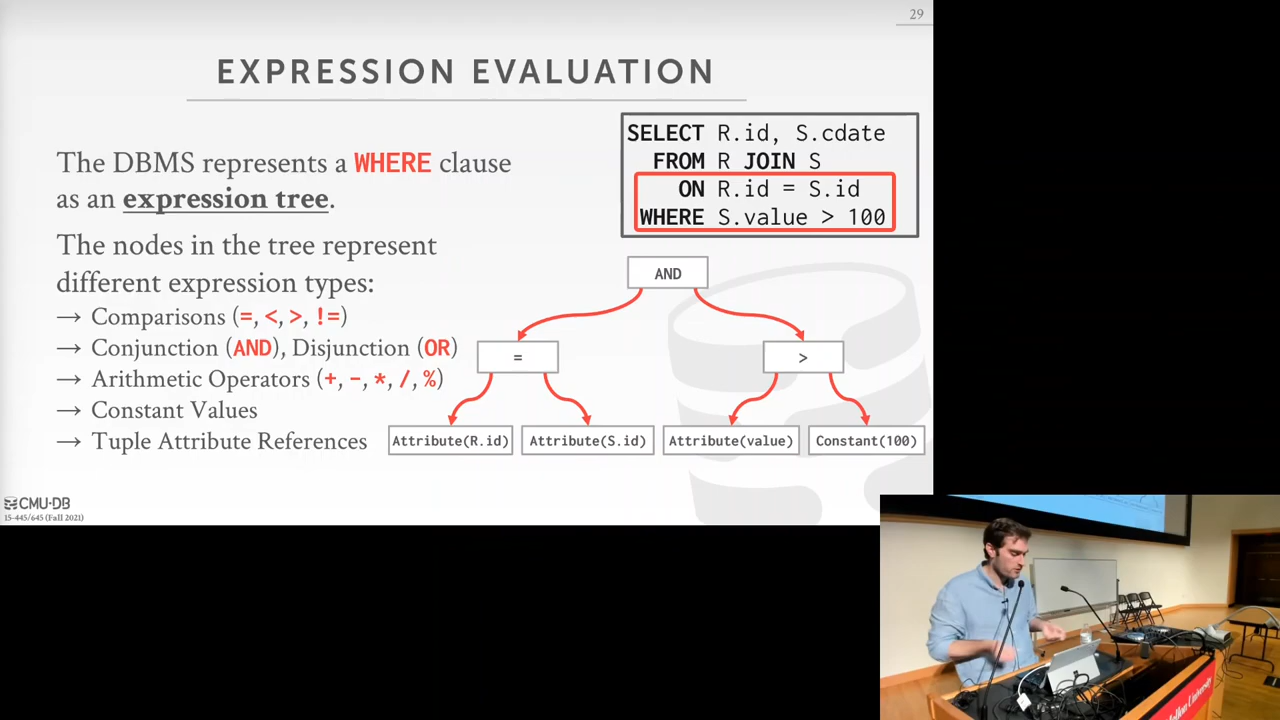 29
EXPRESSION EVALUATION
The DBMS represents a WHERE clause
as an expression tree.
The nodes in the tree represent
different expression types:
→ Comparisons (=, <, >, !=)
→ Conjunction (AND), Disjunction (OR)
→ Arithmetic Operators (+, -, *, /, %)
→ Constant Values
→ Tuple Attribute References
SELECT R.id, S.cdate
FROM R JOIN S
ON R.id = S.id
WHERE S.value > 100
AND
=
>
Attribute(R.id)
Attribute(S.id)
Attribute(value)
Constant(100)
CMU·DB
15-445/645 (Fall 2021)
University